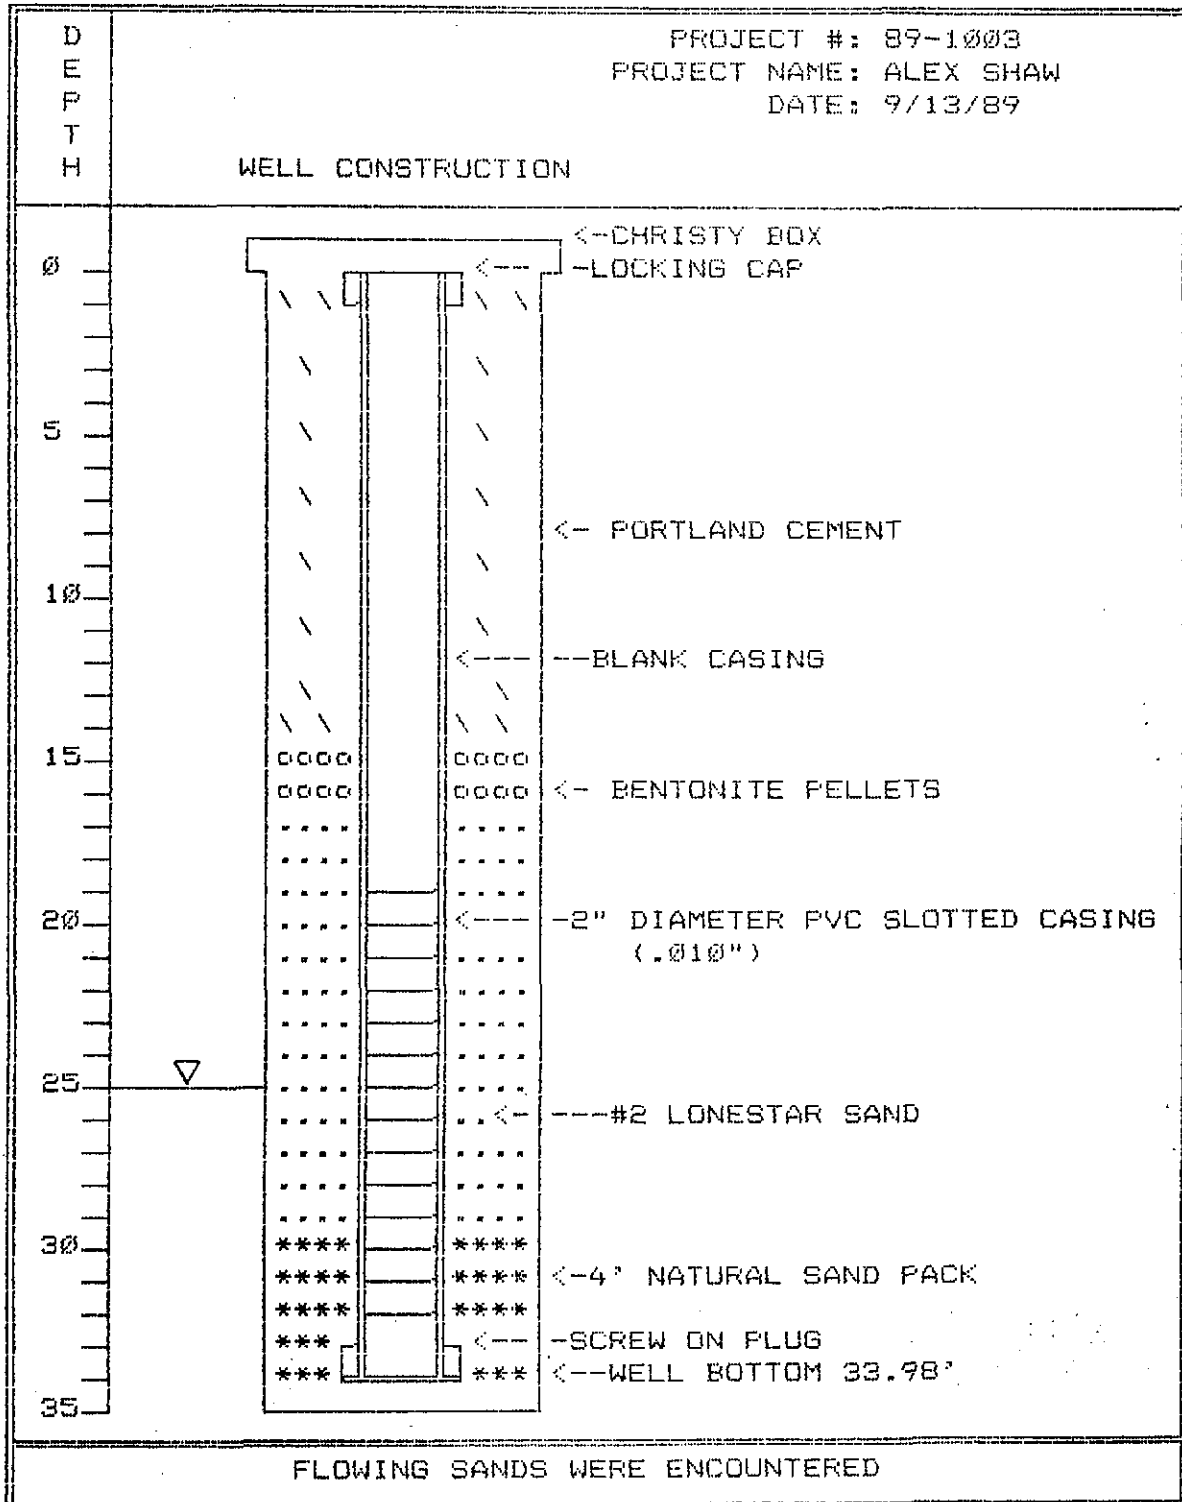 DEPTH
PROJECT #: 89-1003
PROJECT NAME: ALEX SHAW
DATE: 9/13/89
WELL CONSTRUCTION
<-CHRISTY BOX
0
<--- -LOCKING CAP
5
<- PORTLAND CEMENT
10
<---- --BLANK CASING
15
<- BENTONITE PELLETS
20
<--- -2" DIAMETER PVC SLOTTED CASING
(.010")
25
<- ---#2 LONESTAR SAND
30
<-4' NATURAL SAND PACK
<-- -SCREW ON PLUG
<--WELL BOTTOM 33.98'
35
FLOWING SANDS WERE ENCOUNTERED